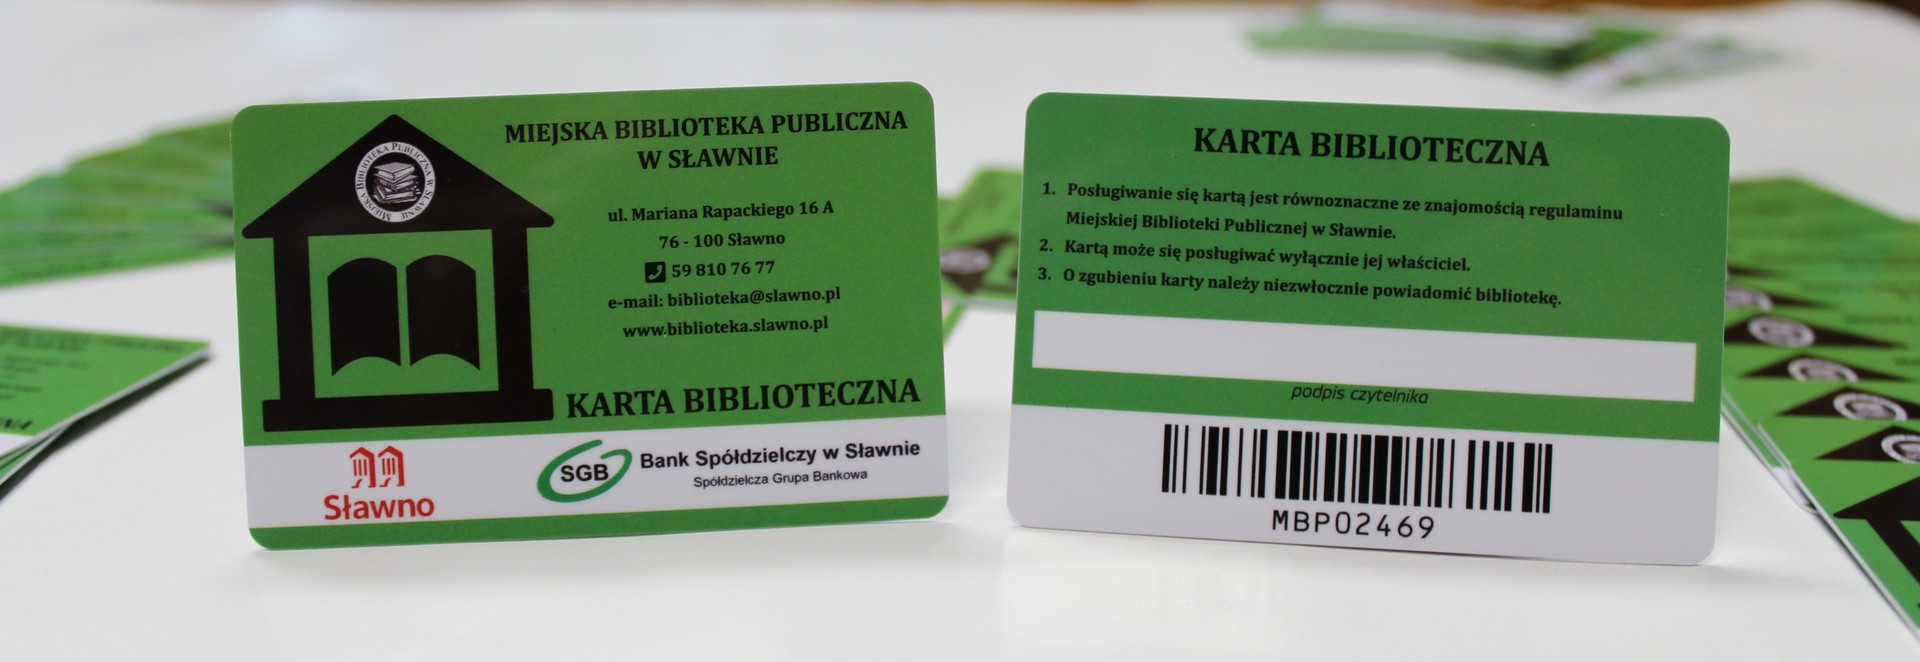 MIEJSKA BIBLIOTEKA PUBLICZNA
W SŁAWNIE
MIEJSKA BIBLIOTEKA PUBLICZNA W SŁAWNIE
ul. Mariana Rapackiego 16 A
76 - 100 Sławno
59 810 76 77
e-mail: biblioteka@slawno.pl
www.biblioteka.slawno.pl
KARTA BIBLIOTECZNA
Sławno
SGB
Bank Spółdzielczy w Sławnie
Spółdzielcza Grupa Bankowa
KARTA BIBLIOTECZNA
1. Posługiwanie się kartą jest równoznaczne ze znajomością regulaminu
Miejskiej Biblioteki Publicznej w Sławnie.
2. Kartą może się posługiwać wyłącznie jej właściciel.
3. O zgubieniu karty należy niezwłocznie powiadomić bibliotekę.
podpis czytelnika
MBP02469